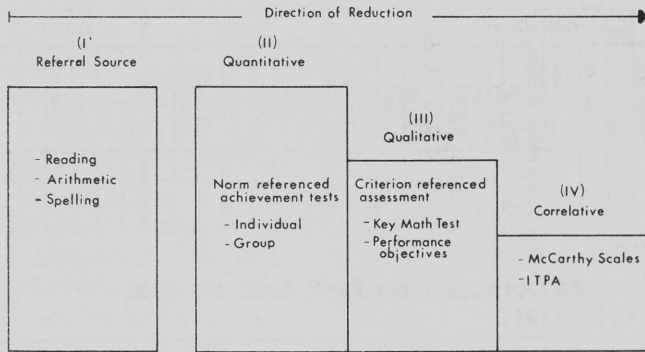 Direction of Reduction
(I'
Referral Source
- Reading
- Arithmetic
- Spelling
(II)
Quantitative
Norm referenced
achievement tests
- Individual
- Group
(III)
Qualitative
Criterion referenced
assessment
- Key Math Test
- Performance
objectives
(IV)
Correlative
- McCarthy Scales
- ITPA